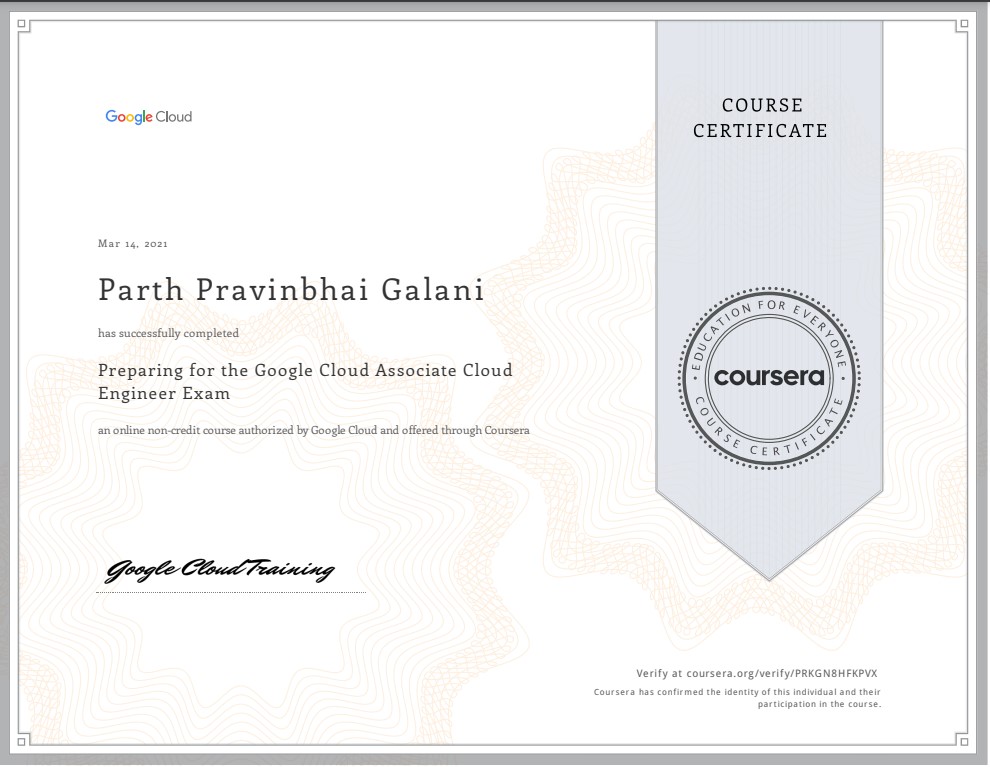 Google Cloud
COURSE
CERTIFICATE
Mar 14, 2021
Parth Pravinbhai Galani
has successfully completed
Preparing for the Google Cloud Associate Cloud
Engineer Exam
an online non-credit course authorized by Google Cloud and offered through Coursera
EDUCATION FOR EVERYONE
coursera
COURSE CERTIFICATE
Google Cloud Training
Verify at coursera.org/verify/PRKGN8HFKPVX
Coursera has confirmed the identity of this individual and their
participation in the course.